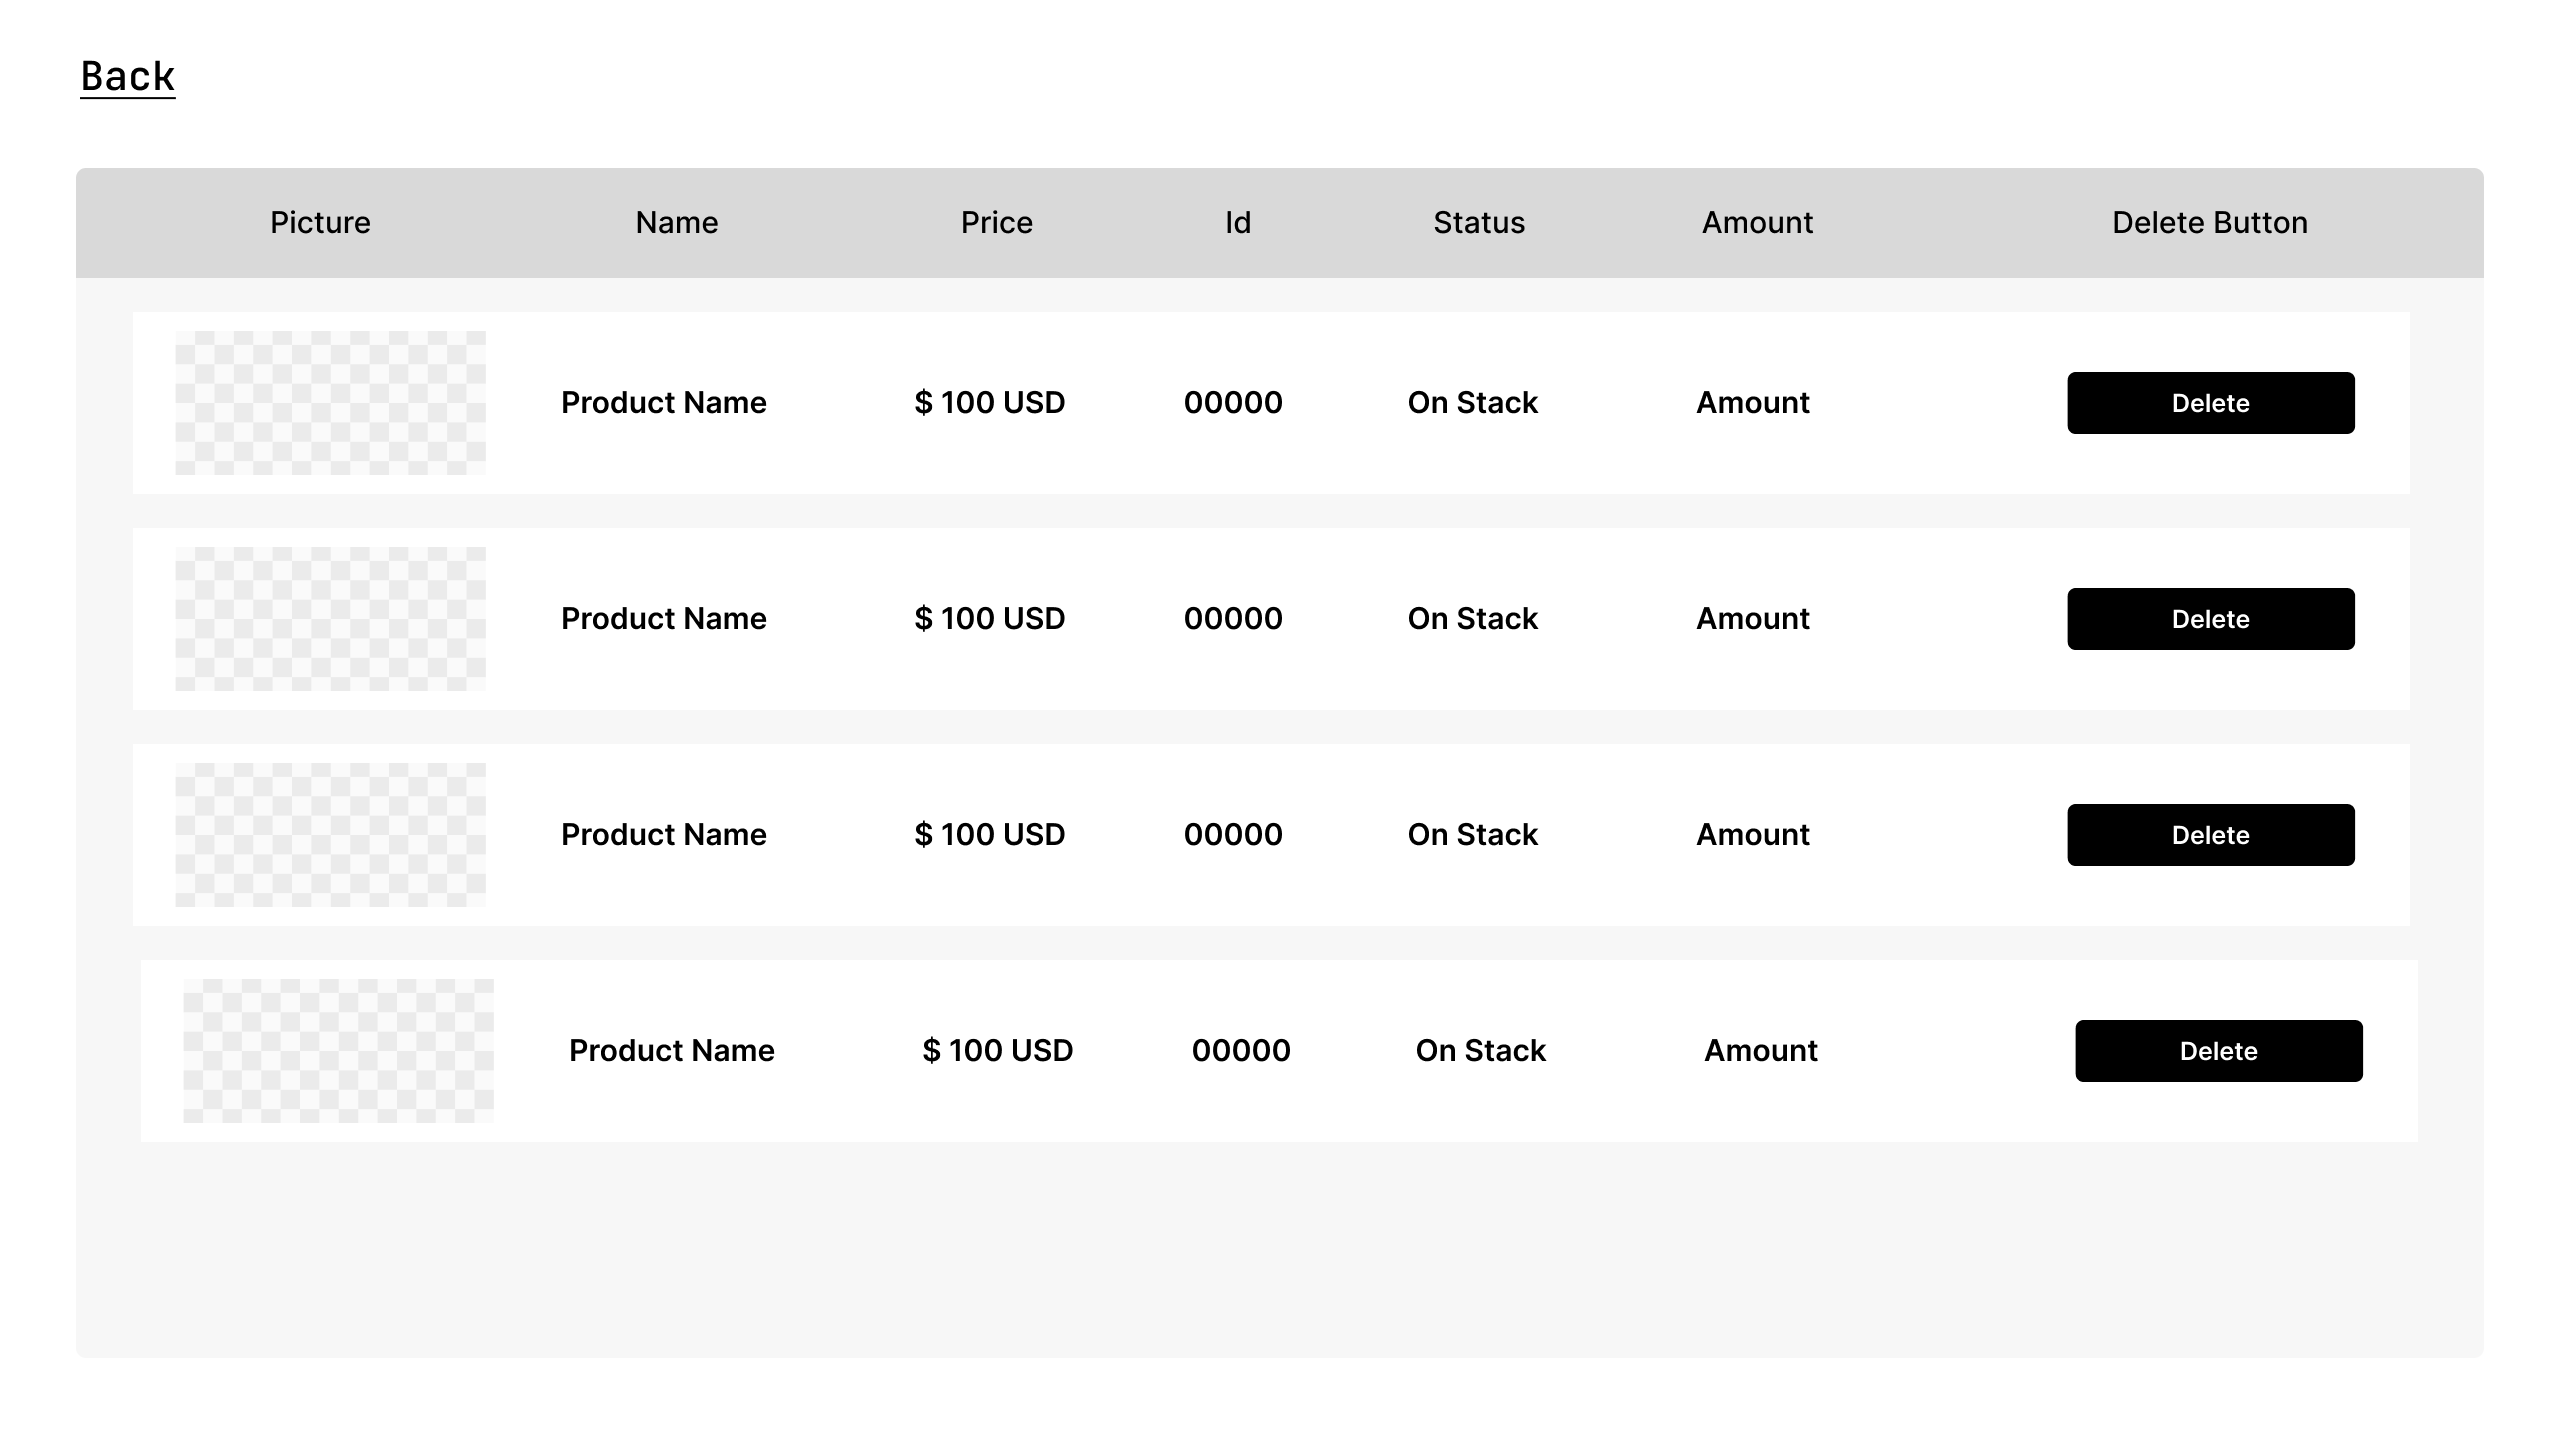 Back
Picture Name Price Id Status Amount Delete Button
Product Name $ 100 USD 00000 On Stack Amount Delete
Product Name $ 100 USD 00000 On Stack Amount Delete
Product Name $ 100 USD 00000 On Stack Amount Delete
Product Name $ 100 USD 00000 On Stack Amount Delete